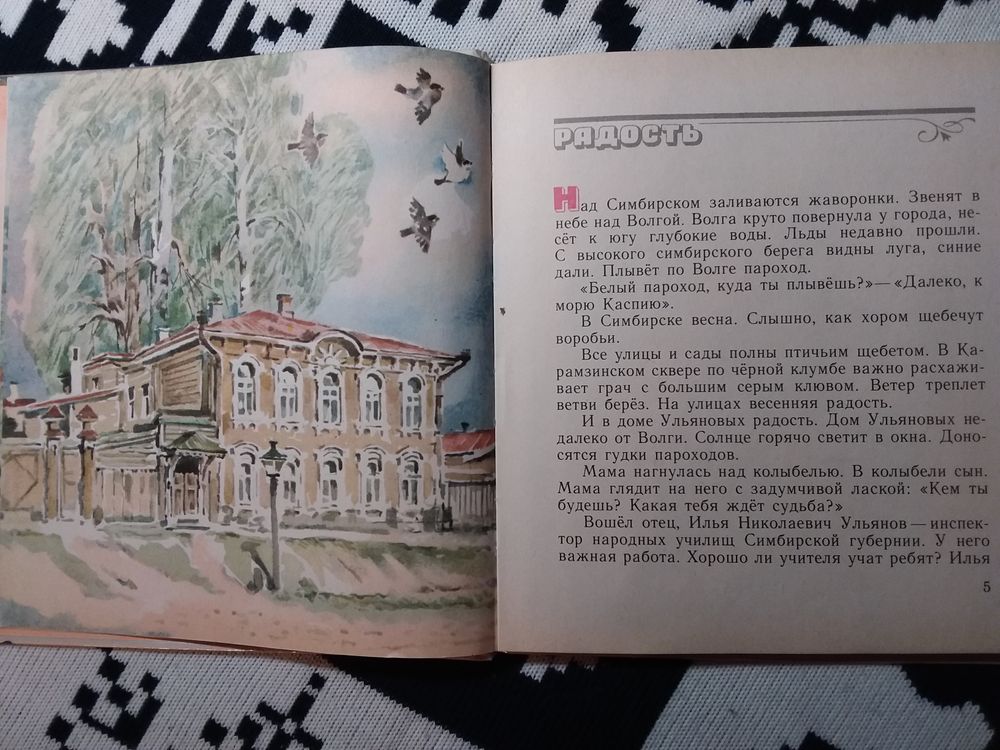 РАДОСТЬ
Над Симбирском заливаются жаворонки. Звенят в
небе над Волгой. Волга круто повернула у города, не-
сёт к югу глубокие воды. Льды недавно прошли.
С высокого симбирского берега видны луга, синие
дали. Плывёт по Волге пароход.
«Белый пароход, куда ты плывёшь?»—«Далеко, к
морю Каспию».
В Симбирске весна. Слышно, как хором щебечут
воробьи.
Все улицы и сады полны птичьим щебетом. В Ка-
рамзинском сквере по чёрной клумбе важно расхажи-
вает грач с большим серым клювом. Ветер треплет
ветви берёз. На улицах весенняя радость.
И в доме Ульяновых радость. Дом Ульяновых не-
далеко от Волги. Солнце горячо светит в окна. Доно-
сятся гудки пароходов.
Мама нагнулась над колыбелью. В колыбели сын.
Мама глядит на него с задумчивой лаской: «Кем ты
будешь? Какая тебя ждёт судьба?»
Вошёл отец, Илья Николаевич Ульянов—инспек-
тор народных училищ Симбирской губернии. У него
важная работа. Хорошо ли учителя учат ребят? Илья
5